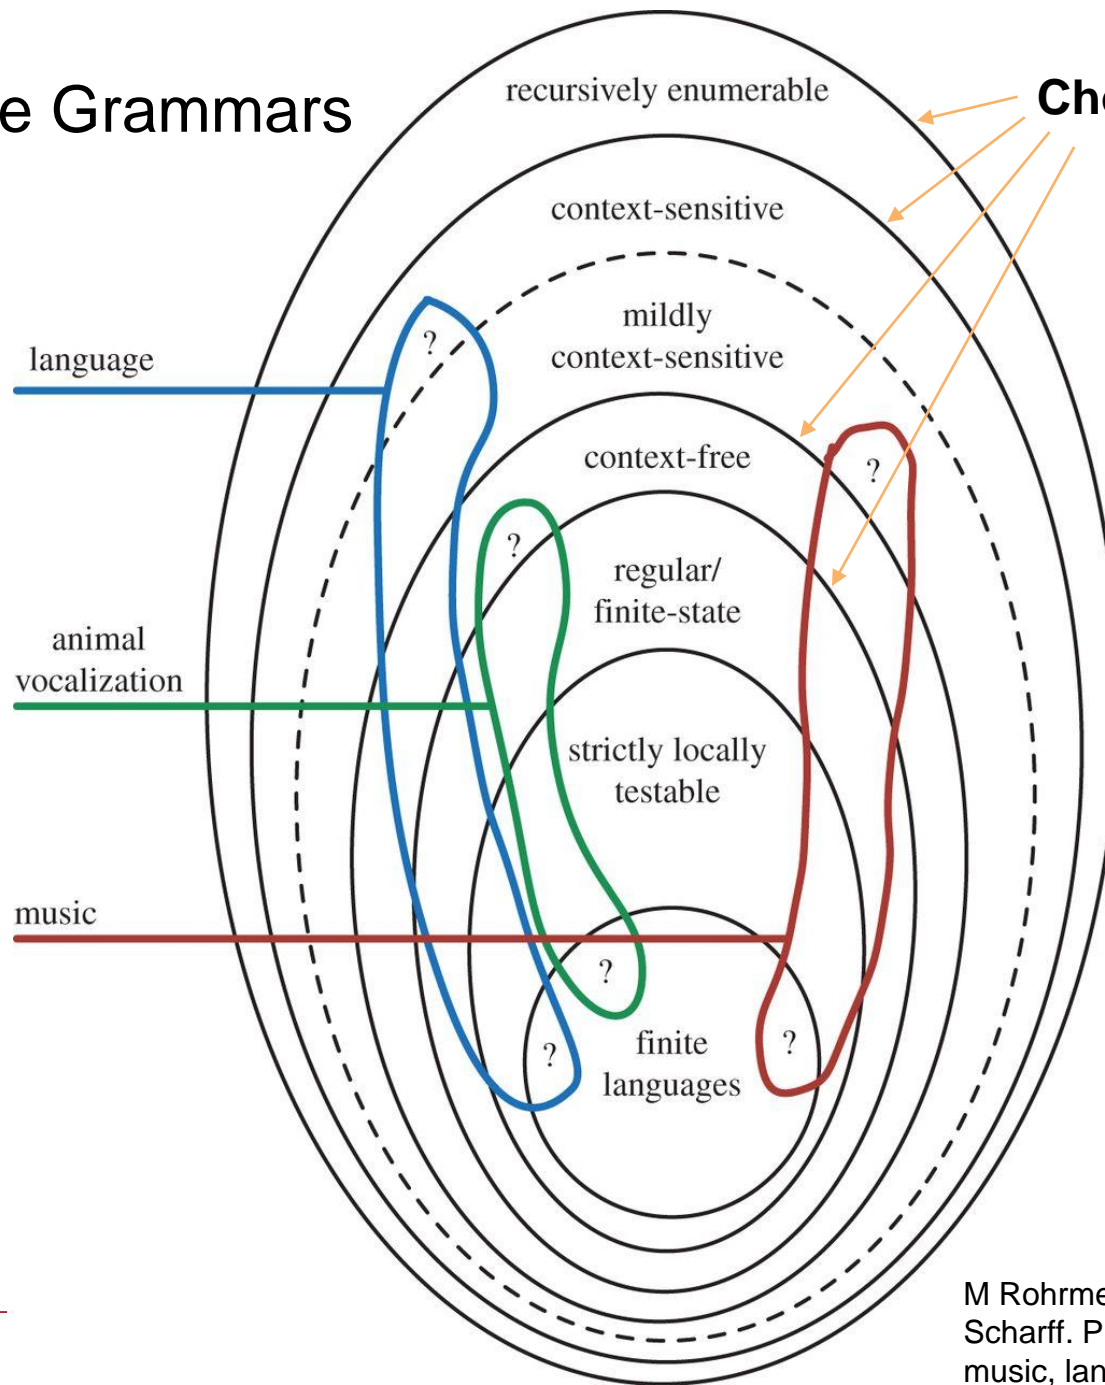 e Grammars
recursively enumerable
Cho
context-sensitive
mildly
context-sensitive
language
?
context-free
?
?
regular/
finite-state
animal
vocalization
strictly locally
testable
music
?
?
finite
languages
?
M Rohrme
Scharff. P
music, lan